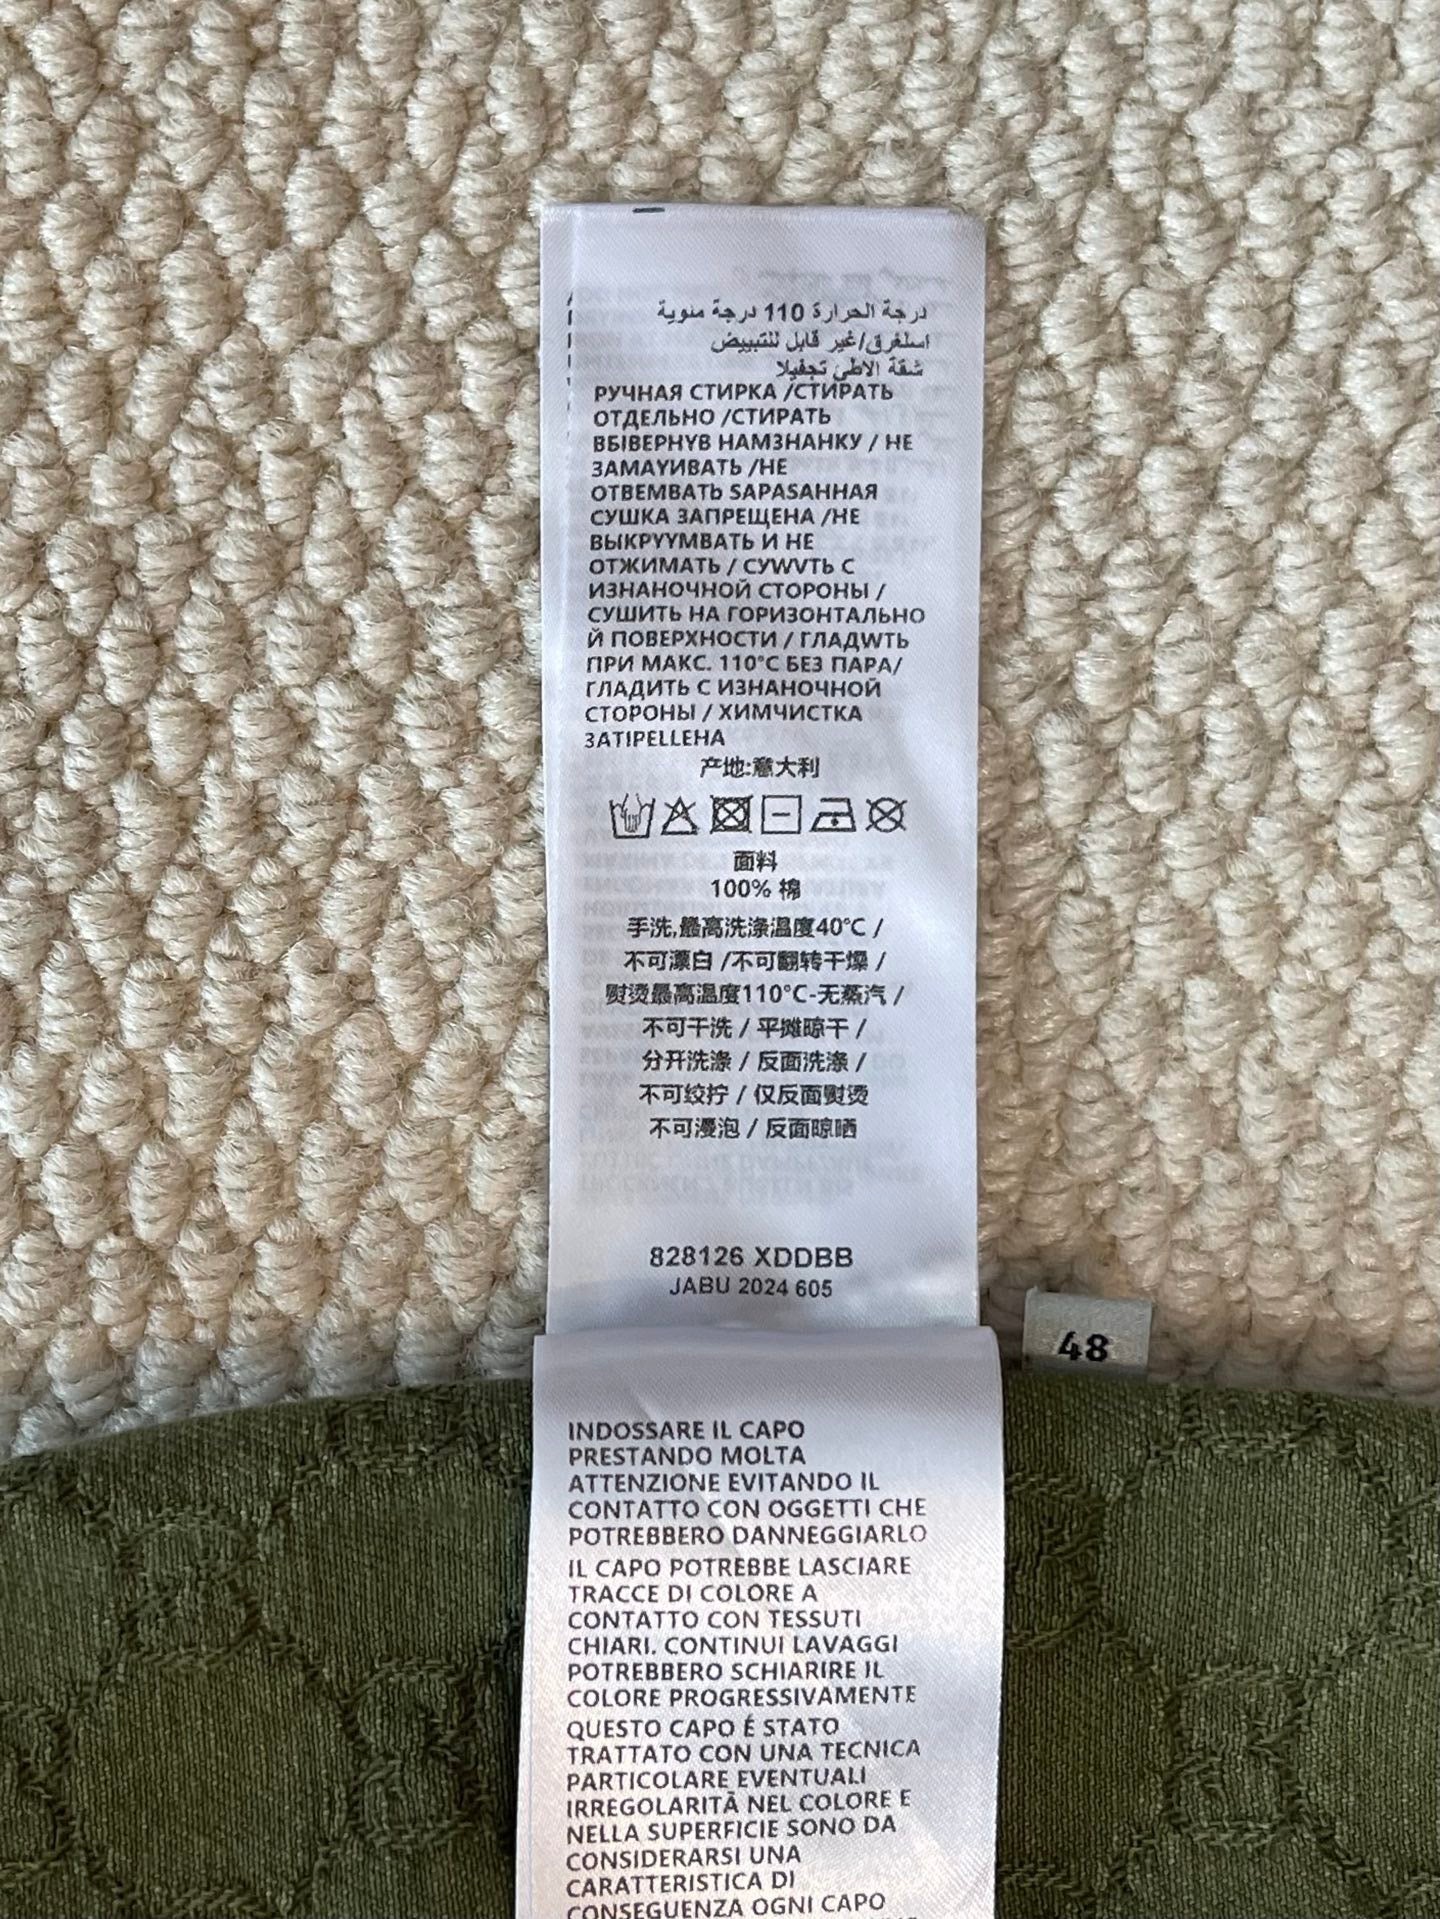 درجة الحرارة 110 درجة منوية
اسلغرق/غير قابل للتبييض
شقة الاطي تجفيلا
РУЧНАЯ СТИРКА /СТИРАТЬ
ОТДЕЛЬНО /СТИРАТЬ
ВБІВЕРНУВ НАМЗНАНКУ / НЕ
ЗАМАYИВАТЬ /НЕ
ОТВЕМВАТЬ SAPASАННАЯ
СУШКА ЗАПРЕЩЕНА /НЕ
ВЫКРУУМВАТЬ И НЕ
ОТЖИМАТЬ / СУWVТЬ С
ИЗНАНОЧНОЙ СТОРОНЫ /
СУШИТЬ НА ГОРИЗОНТАЛЬНО
Й ПОВЕРХНОСТИ / ГЛАДWТЬ
ПРИ МАКС. 110°С БЕЗ ПАРА/
ГЛАДИТЬ С ИЗНАНОЧНОЙ
СТОРОНЫ / ХИМЧИСТКА
3ATIPELLEHA
产地:意大利
面料
100% 棉
手洗,最高洗涤温度40°C /
不可漂白 /不可翻转干燥 /
熨烫最高温度110°C-无蒸汽 /
不可干洗 / 平摊晾干 /
分开洗涤 / 反面洗涤 /
不可绞拧 / 仅反面熨烫
不可浸泡 / 反面晾晒
828126 XDDBB
JABU 2024 605
48
INDOSSARE IL CAPO
PRESTANDO MOLTA
ATTENZIONE EVITANDO IL
CONTATTO CON OGGETTI CHE
POTREBBERO DANNEGGIARLO
IL CAPO POTREBBE LASCIARE
TRACCE DI COLORE A
CONTATTO CON TESSUTI
CHIARI. CONTINUI LAVAGGI
POTREBBERO SCHIARIRE IL
COLORE PROGRESSIVAMENTE
QUESTO CAPO É STATO
TRATTATO CON UNA TECNICA
PARTICOLARE EVENTUALI
IRREGOLARITĀ NEL COLORE E
NELLA SUPERFICIE SONO DA
CONSIDERARSI UNA
CARATTERISTICA DI
CONSEGUENZA OGNI CAPO